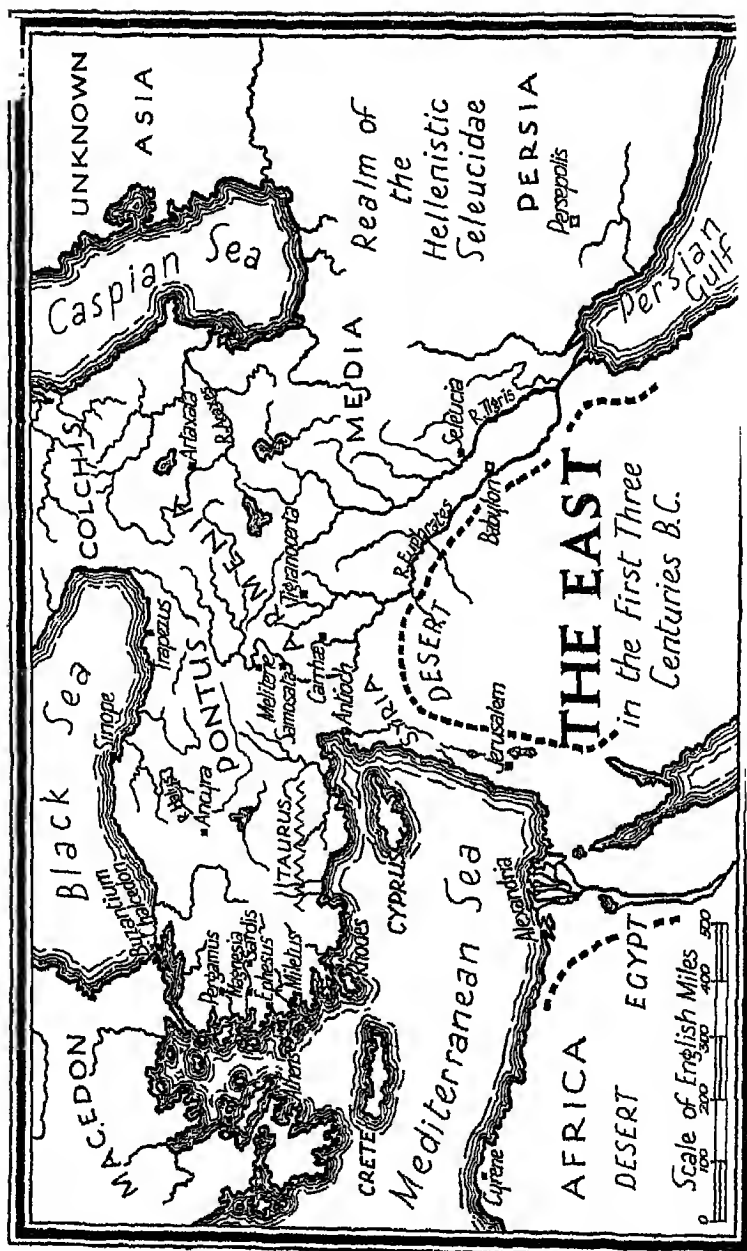 UNKNOWN
ASIA
Caspian Sea
Realm of
the
Hellenistic
Seleucidae
PERSIA
Persepolis
Persian
Gulf
COLCHIS
Artaxata
R. Araxes
MEDIA
ARMENIA
Tigranocerta
Seleucia
R. Tigris
R. Euphrates
Babylon
Black Sea
Trapezus
Sinope
PONTUS
Melitene
Samosata
Carrhae
Antioch
SYRIA
DESERT
Jerusalem
R. Halys
Ancyra
TAURUS
CYPRUS
Byzantium
Chalcedon
MACEDON
Pergamus
Magnesia
Sardis
Ephesus
Miletus
Athens
Rhodes
CRETE
Mediterranean Sea
Alexandria
Cyrene
AFRICA
DESERT
EGYPT
THE EAST
in the First Three
Centuries B.C.
Scale of English Miles
0 100 200 300 400 500